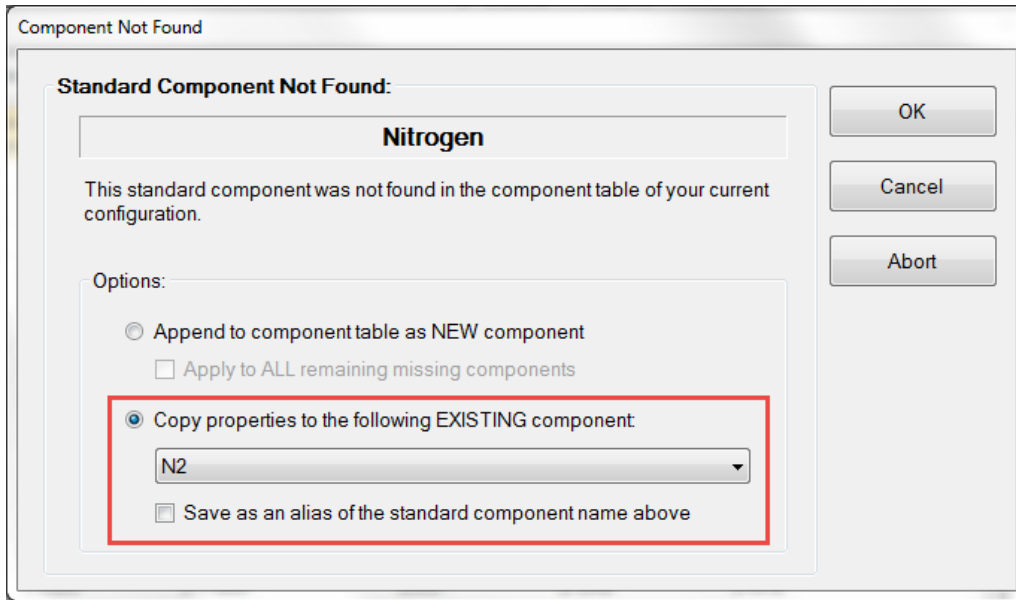 Component Not Found
Standard Component Not Found:
Nitrogen
This standard component was not found in the component table of your current
configuration.
Options:
Append to component table as NEW component
Apply to ALL remaining missing components
Copy properties to the following EXISTING component:
N2
Save as an alias of the standard component name above
OK
Cancel
Abort